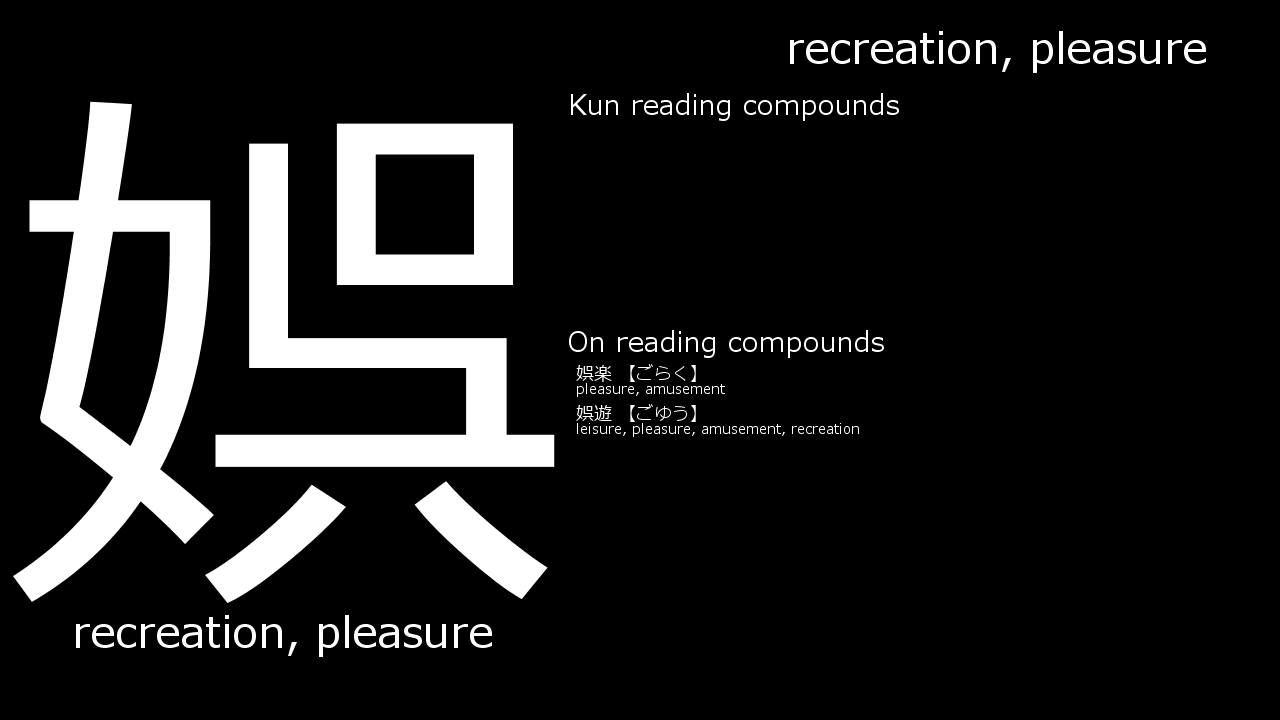 recreation, pleasure
娯
Kun reading compounds
On reading compounds
娯楽 【ごらく】
pleasure, amusement
娯遊 【ごゆう】
leisure, pleasure, amusement, recreation
recreation, pleasure